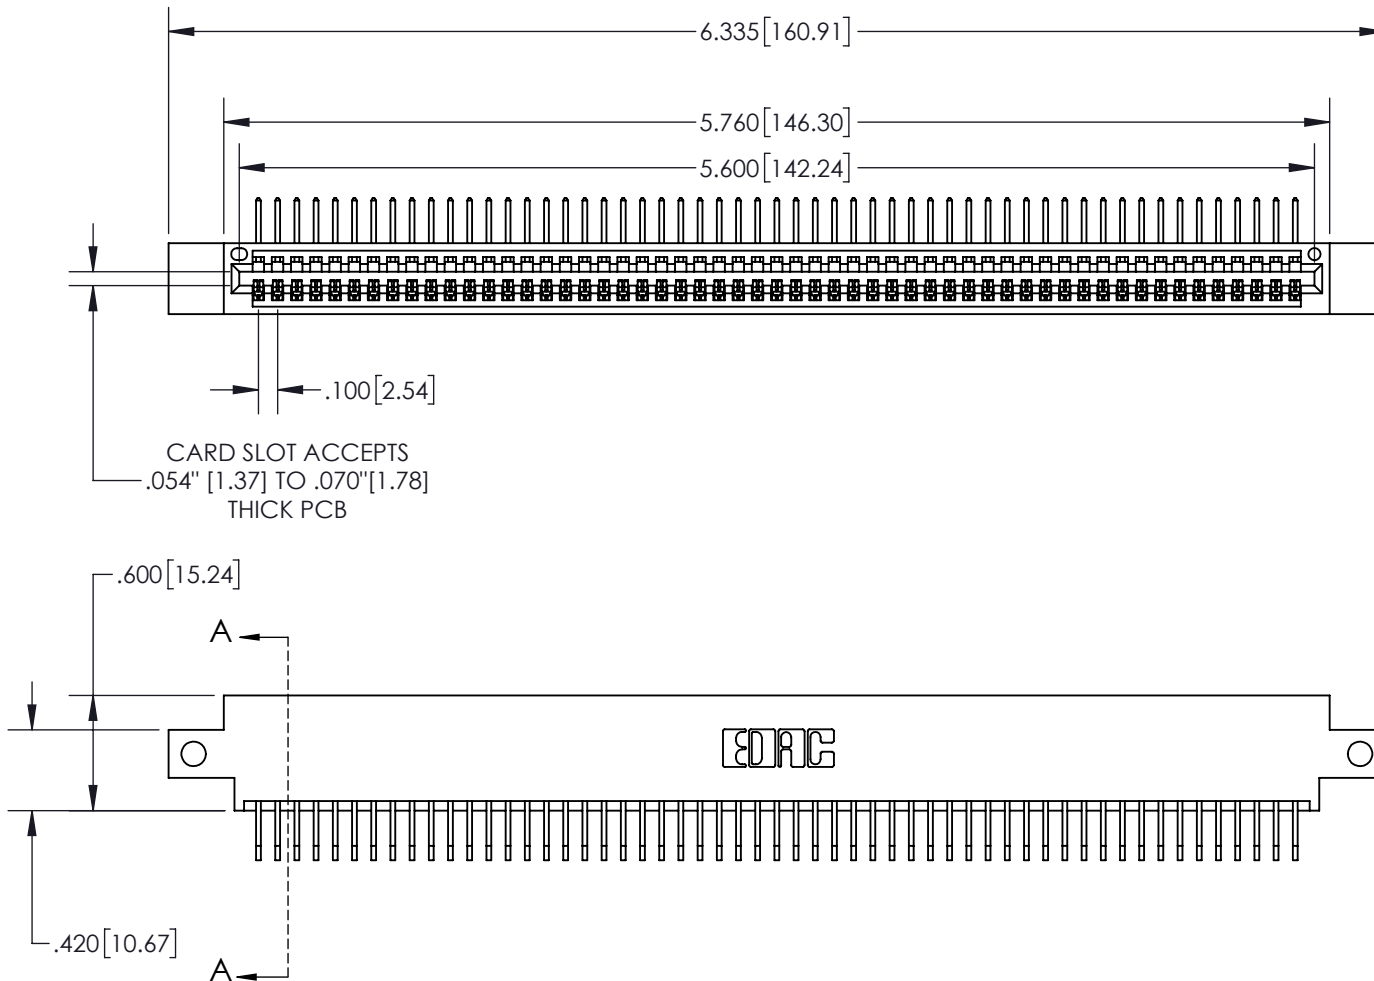 6.335[160.91]
5.760[146.30]
5.600[142.24]
.100[2.54]
CARD SLOT ACCEPTS
.054" [1.37] TO .070"[1.78]
THICK PCB
.600[15.24]
A
EDAC
.420[10.67]
A